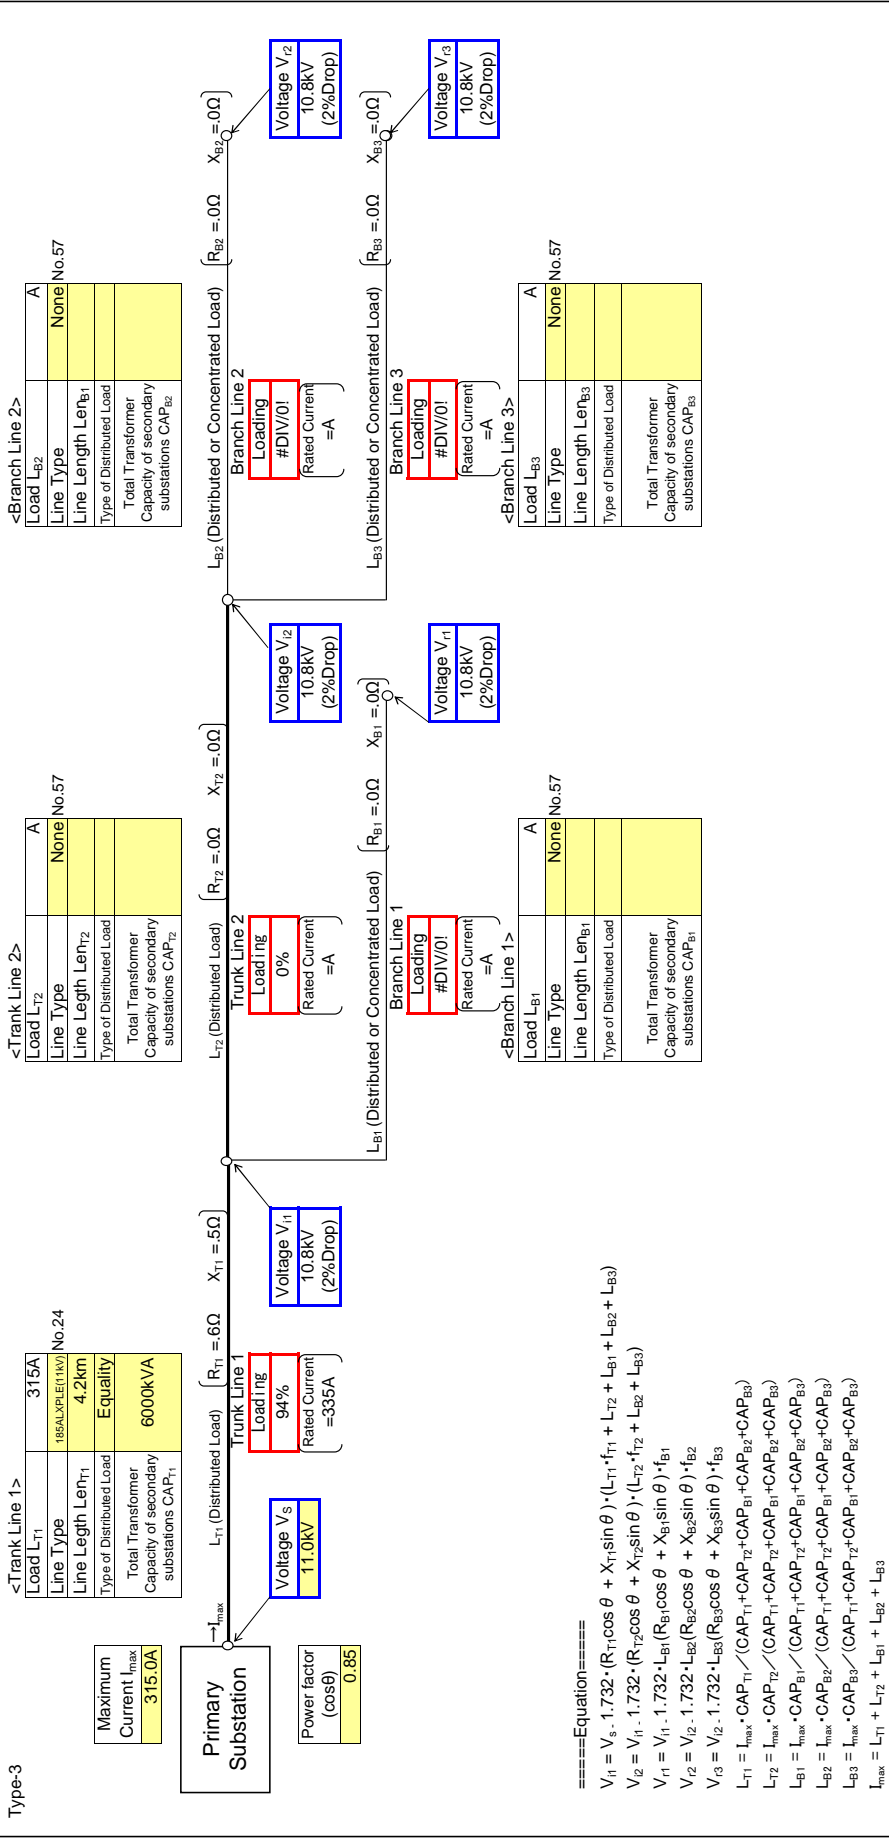 Type-3
<Trank Line 1>
Load L_T1 315A
Line Type 185ALXPLE(11kV) No.24
Line Legth Len_T1 4.2km
Type of Distributed Load Equality
Total Transformer
Capacity of secondary
substations CAP_T1
6000kVA
<Trank Line 2>
Load L_T2 A
Line Type None No.57
Line Legth Len_T2
Type of Distributed Load
Total Transformer
Capacity of secondary
substations CAP_T2
<Branch Line 2>
Load L_B2 A
Line Type None No.57
Line Length Len_B1
Type of Distributed Load
Total Transformer
Capacity of secondary
substations CAP_B2
Maximum
Current I_max
315.0A
Primary
Substation
→I_max
Power factor
(cosθ)
0.85
Voltage V_S
11.0kV
L_T1 (Distributed Load)
R_T1 =.6Ω X_T1 =.5Ω
Trunk Line 1
Loading
94%
Rated Current
=335A
Voltage V_i1
10.8kV
(2%Drop)
L_T2 (Distributed Load)
R_T2 =.0Ω X_T2 =.0Ω
Trunk Line 2
Loading
0%
Rated Current
=A
Voltage V_i2
10.8kV
(2%Drop)
L_B2 (Distributed or Concentrated Load)
R_B2 =.0Ω X_B2 =.0Ω
Branch Line 2
Loading
#DIV/0!
Rated Current
=A
Voltage V_r2
10.8kV
(2%Drop)
L_B1 (Distributed or Concentrated Load)
R_B1 =.0Ω X_B1 =.0Ω
Branch Line 1
Loading
#DIV/0!
Rated Current
=A
Voltage V_r1
10.8kV
(2%Drop)
L_B3 (Distributed or Concentrated Load)
R_B3 =.0Ω X_B3 =.0Ω
Branch Line 3
Loading
#DIV/0!
Rated Current
=A
Voltage V_r3
10.8kV
(2%Drop)
<Branch Line 1>
Load L_B1 A
Line Type None No.57
Line Length Len_B1
Type of Distributed Load
Total Transformer
Capacity of secondary
substations CAP_B1
<Branch Line 3>
Load L_B3 A
Line Type None No.57
Line Length Len_B3
Type of Distributed Load
Total Transformer
Capacity of secondary
substations CAP_B3
=====Equation=====
V_i1 = V_s - 1.732・(R_T1cosθ + X_T1sinθ)・(L_T1・f_T1 + L_T2 + L_B1 + L_B2 + L_B3)
V_i2 = V_i1 - 1.732・(R_T2cosθ + X_T2sinθ)・(L_T2・f_T2 + L_B2 + L_B3)
V_r1 = V_i1 - 1.732・L_B1(R_B1cosθ + X_B1sinθ)・f_B1
V_r2 = V_i2 - 1.732・L_B2(R_B2cosθ + X_B2sinθ)・f_B2
V_r3 = V_i2 - 1.732・L_B3(R_B3cosθ + X_B3sinθ)・f_B3
L_T1 = I_max・CAP_T1／(CAP_T1+CAP_T2+CAP_B1+CAP_B2+CAP_B3)
L_T2 = I_max・CAP_T2／(CAP_T1+CAP_T2+CAP_B1+CAP_B2+CAP_B3)
L_B1 = I_max・CAP_B1／(CAP_T1+CAP_T2+CAP_B1+CAP_B2+CAP_B3)
L_B2 = I_max・CAP_B2／(CAP_T1+CAP_T2+CAP_B1+CAP_B2+CAP_B3)
L_B3 = I_max・CAP_B3／(CAP_T1+CAP_T2+CAP_B1+CAP_B2+CAP_B3)
I_max = L_T1 + L_T2 + L_B1 + L_B2 + L_B3